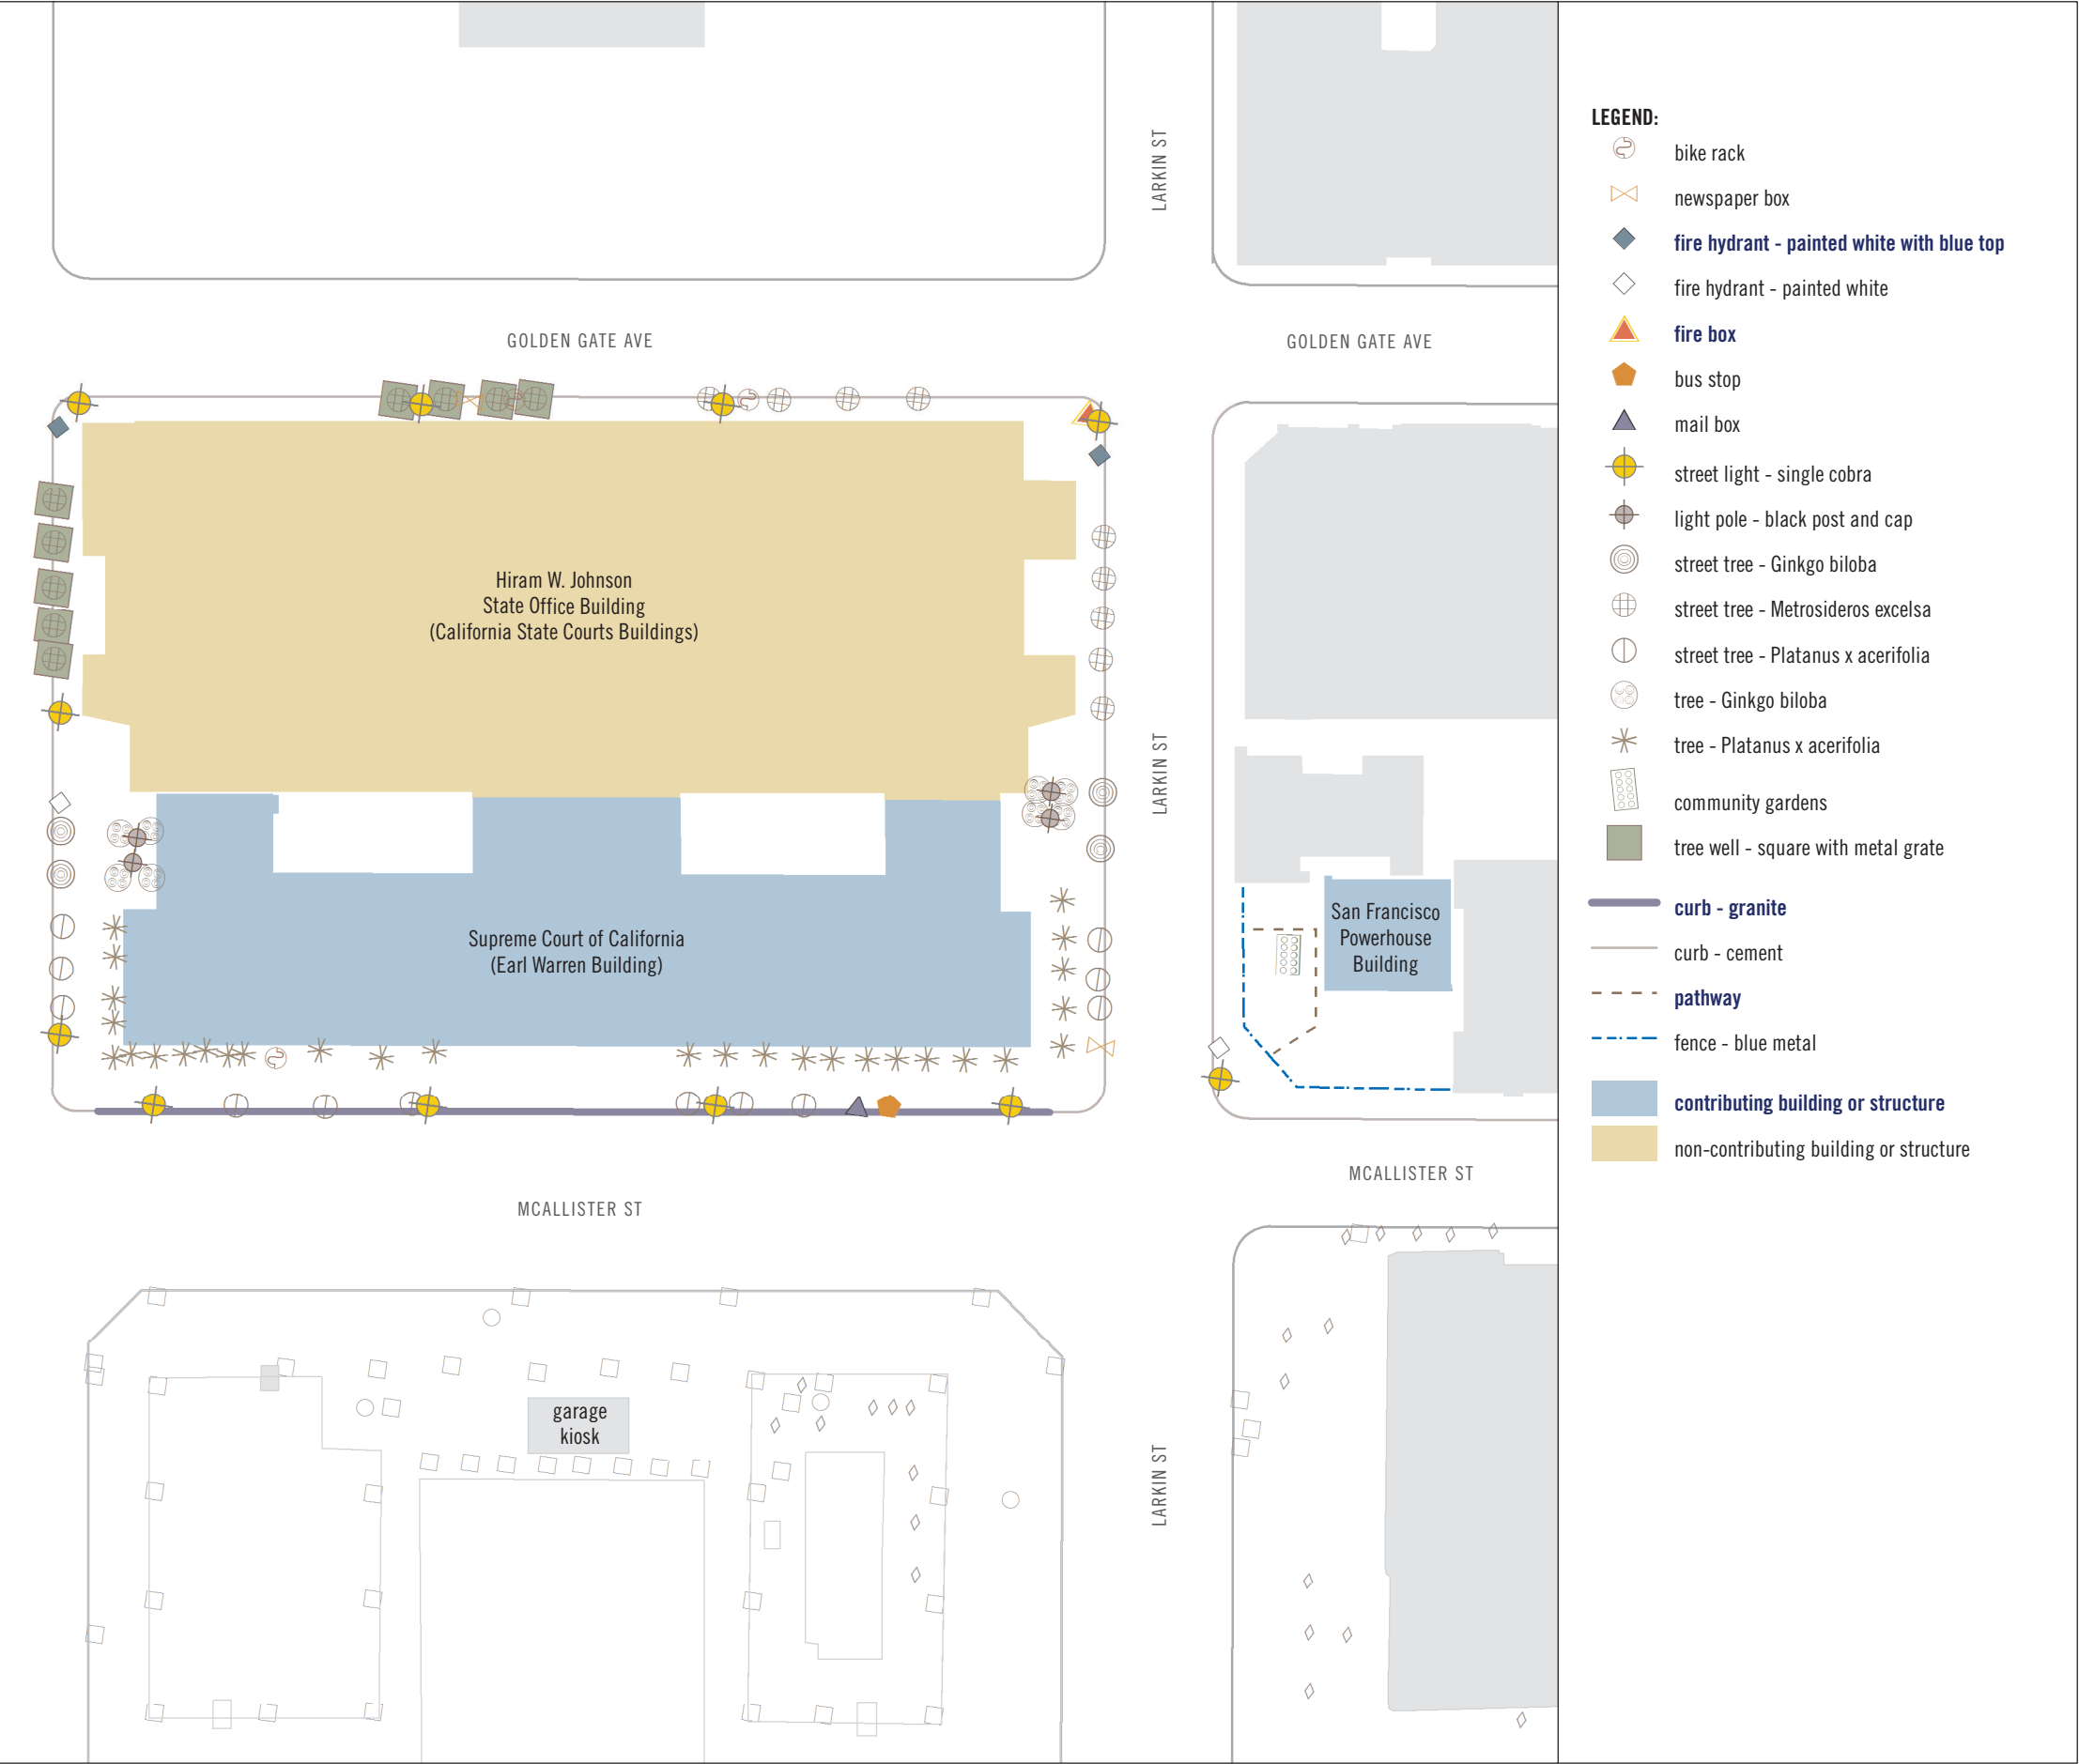 LARKIN ST
GOLDEN GATE AVE
GOLDEN GATE AVE
Hiram W. Johnson
State Office Building
(California State Courts Buildings)
LARKIN ST
Supreme Court of California
(Earl Warren Building)
San Francisco
Powerhouse
Building
MCALLISTER ST
MCALLISTER ST
garage
kiosk
LARKIN ST
LEGEND:
bike rack
newspaper box
fire hydrant - painted white with blue top
fire hydrant - painted white
fire box
bus stop
mail box
street light - single cobra
light pole - black post and cap
street tree - Ginkgo biloba
street tree - Metrosideros excelsa
street tree - Platanus x acerifolia
tree - Ginkgo biloba
tree - Platanus x acerifolia
community gardens
tree well - square with metal grate
curb - granite
curb - cement
pathway
fence - blue metal
contributing building or structure
non-contributing building or structure